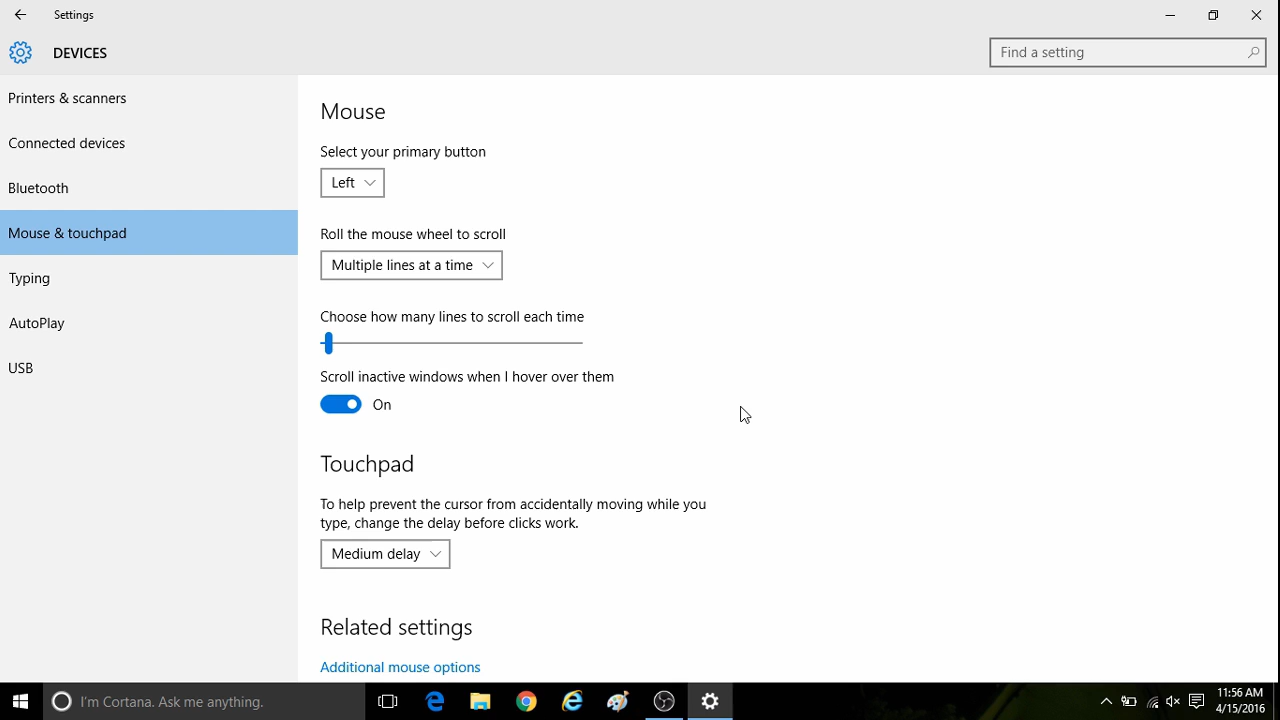 Settings
DEVICES
Find a setting
Printers & scanners
Connected devices
Bluetooth
Mouse & touchpad
Typing
AutoPlay
USB
Mouse
Select your primary button
Left
Roll the mouse wheel to scroll
Multiple lines at a time
Choose how many lines to scroll each time
Scroll inactive windows when I hover over them
On
Touchpad
To help prevent the cursor from accidentally moving while you
type, change the delay before clicks work.
Medium delay
Related settings
Additional mouse options
I'm Cortana. Ask me anything.
11:56 AM
4/15/2016